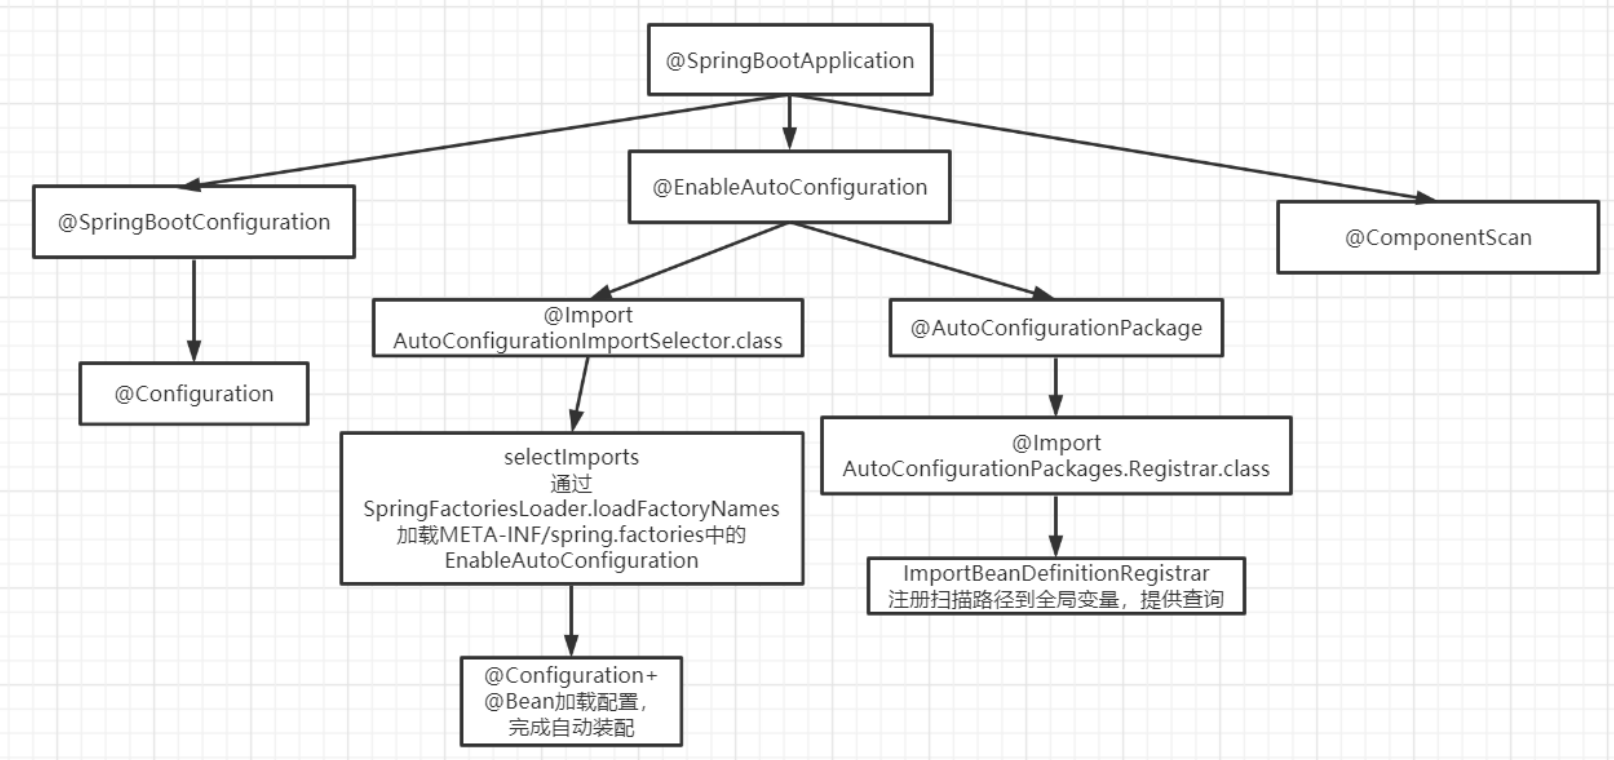 @SpringBootApplication
@SpringBootConfiguration
@EnableAutoConfiguration
@ComponentScan
@Configuration
@Import
AutoConfigurationImportSelector.class
@AutoConfigurationPackage
selectImports
通过
SpringFactoriesLoader.loadFactoryNames
加载META-INF/spring.factories中的
EnableAutoConfiguration
@Import
AutoConfigurationPackages.Registrar.class
ImportBeanDefinitionRegistrar
注册扫描路径到全局变量，提供查询
@Configuration+
@Bean加载配置，
完成自动装配